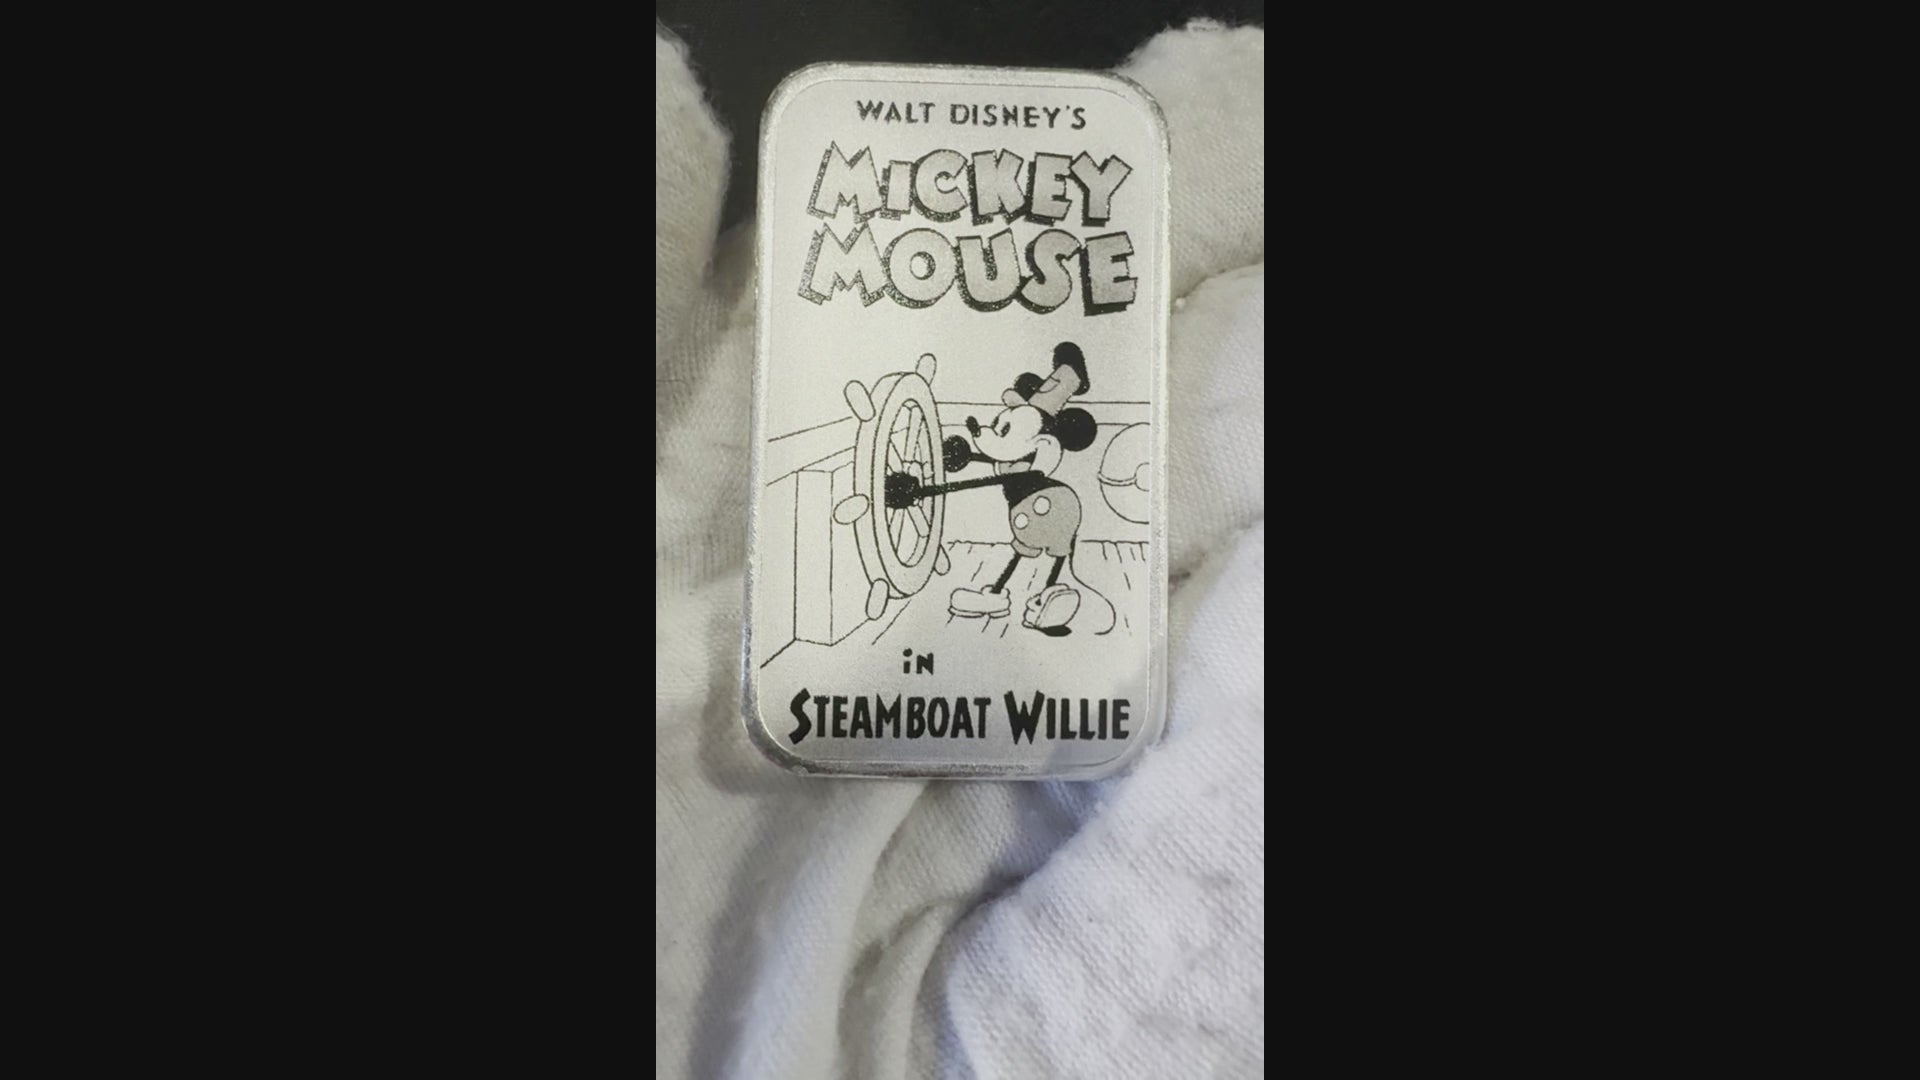 WALT DISNEY'S
MiCKEY
MOUSE
iN
STEAMBOAT WILLIE